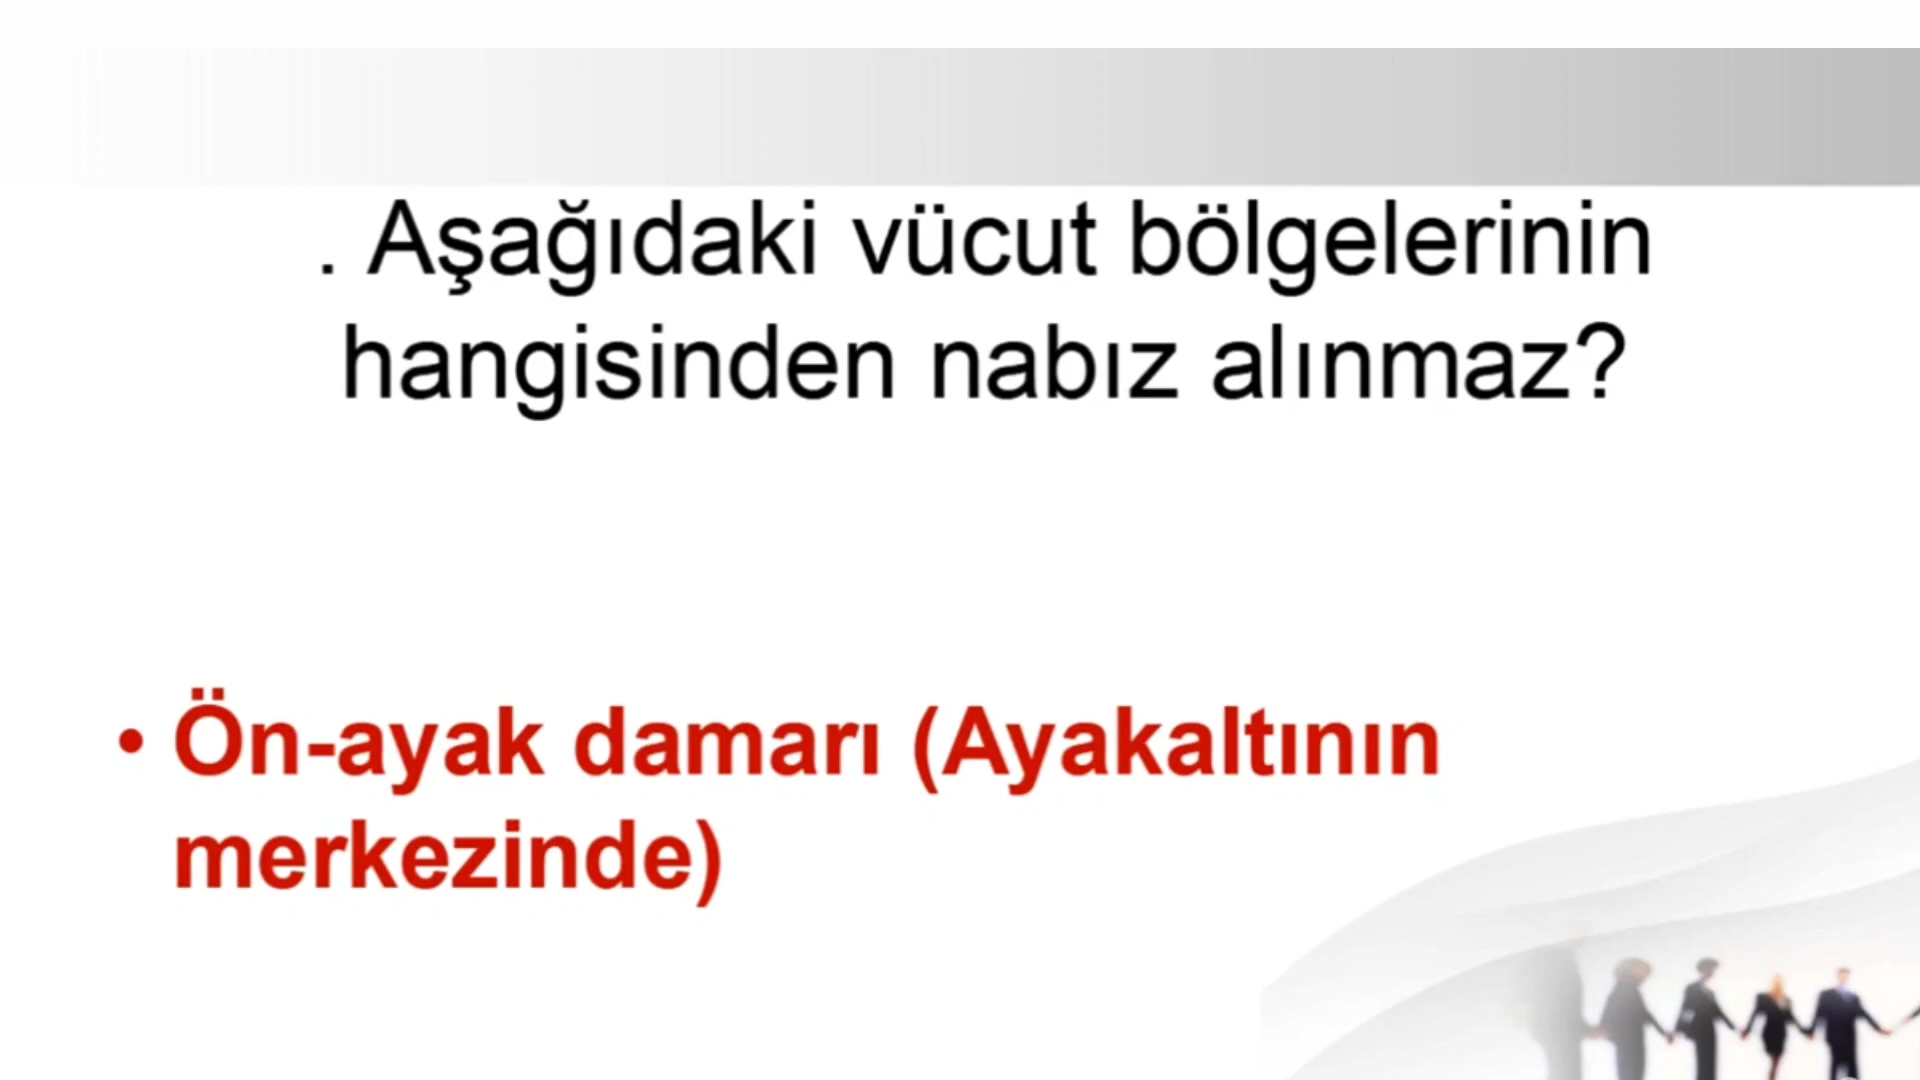 . Aşağıdaki vücut bölgelerinin
hangisinden nabız alınmaz?
• Ön-ayak damarı (Ayakaltının
merkezinde)